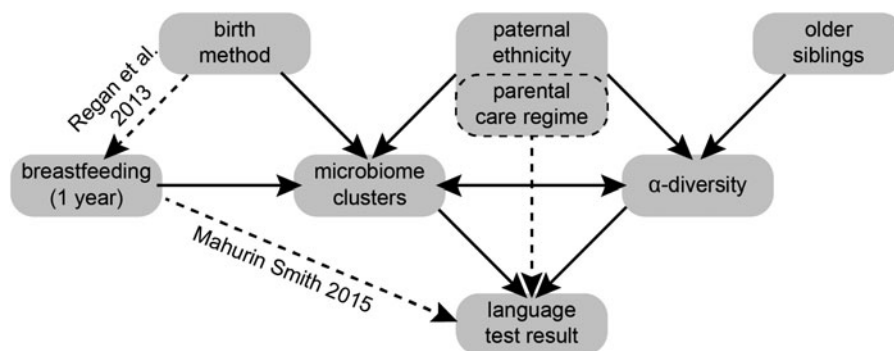 birth
method
paternal
ethnicity
older
siblings
parental
care regime
Regan et al.
2013
breastfeeding
(1 year)
microbiome
clusters
α-diversity
Mahurin Smith 2015
language
test result